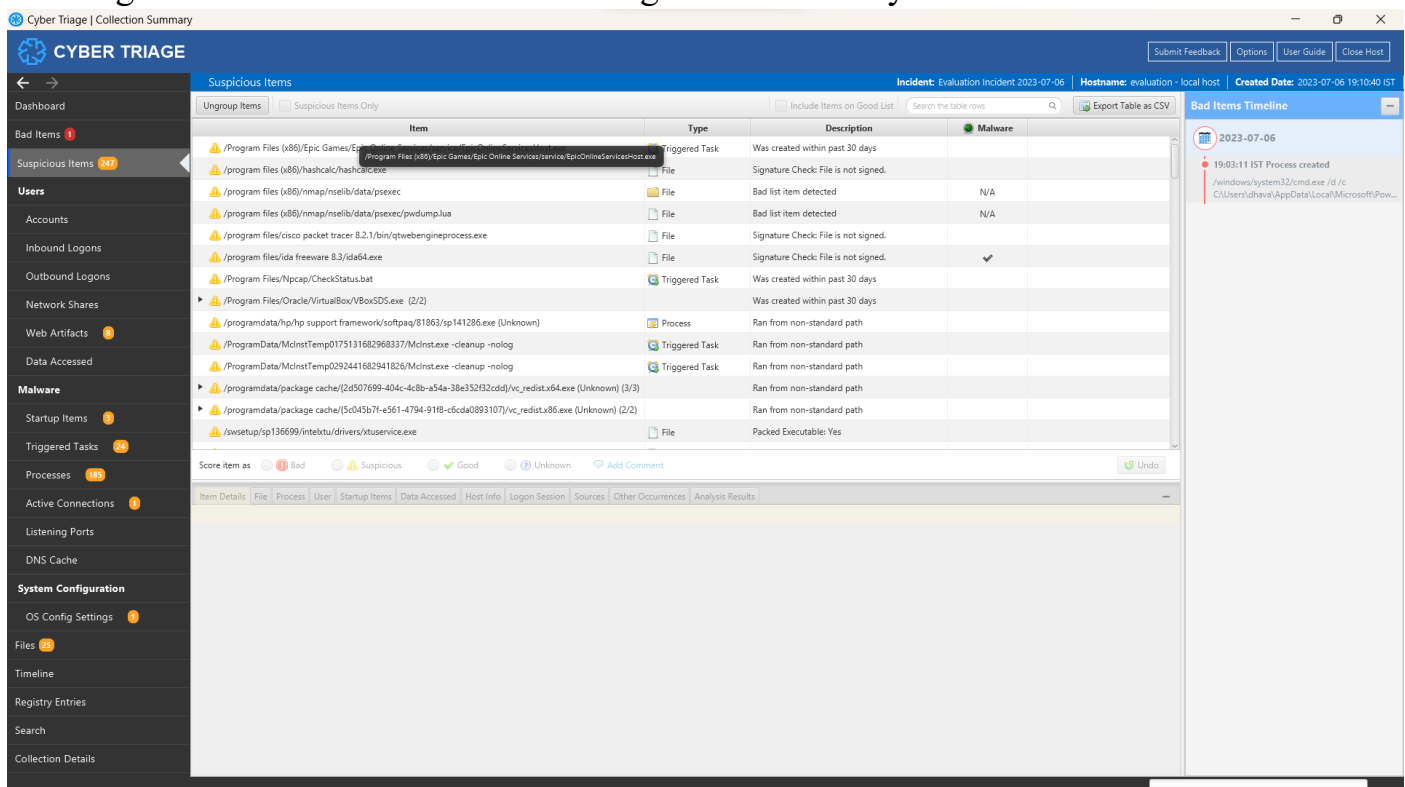 Cyber Triage | Collection Summary
CYBER TRIAGE
Submit Feedback
Options
User Guide
Close Host
Suspicious Items
Incident: Evaluation Incident 2023-07-06
Hostname: evaluation - local host
Created Date: 2023-07-06 19:10:40 IST
Dashboard
Bad Items 1
Suspicious Items 247
Users
Accounts
Inbound Logons
Outbound Logons
Network Shares
Web Artifacts 8
Data Accessed
Malware
Startup Items 3
Triggered Tasks 24
Processes 185
Active Connections 1
Listening Ports
DNS Cache
System Configuration
OS Config Settings 1
Files 25
Timeline
Registry Entries
Search
Collection Details
Ungroup Items
Suspicious Items Only
Include Items on Good List
Search the table rows
Export Table as CSV
Item Type Description Malware
/Program Files (x86)/Epic Games/Epic Online Services/service/EpicOnlineServicesHost.exe Triggered Task Was created within past 30 days
/Program Files (x86)/Epic Games/Epic Online Services/service/EpicOnlineServicesHost.exe
/program files (x86)/hashcalc/hashcalc.exe File Signature Check: File is not signed.
/program files (x86)/nmap/nselib/data/psexec File Bad list item detected N/A
/program files (x86)/nmap/nselib/data/psexec/pwdump.lua File Bad list item detected N/A
/program files/cisco packet tracer 8.2.1/bin/qtwebengineprocess.exe File Signature Check: File is not signed.
/program files/ida freeware 8.3/ida64.exe File Signature Check: File is not signed.
/Program Files/Npcap/CheckStatus.bat Triggered Task Was created within past 30 days
/Program Files/Oracle/VirtualBox/VBoxSDS.exe (2/2) Was created within past 30 days
/programdata/hp/hp support framework/softpaq/81863/sp141286.exe (Unknown) Process Ran from non-standard path
/ProgramData/McInstTemp0175131682968337/McInst.exe -cleanup -nolog Triggered Task Ran from non-standard path
/ProgramData/McInstTemp0292441682941826/McInst.exe -cleanup -nolog Triggered Task Ran from non-standard path
/programdata/package cache/{2d507699-404c-4c8b-a54a-38e352f32cdd}/vc_redist.x64.exe (Unknown) (3/3) Ran from non-standard path
/programdata/package cache/{5c045b7f-e561-4794-91f8-c6cda0893107}/vc_redist.x86.exe (Unknown) (2/2) Ran from non-standard path
/swsetup/sp136699/intelxtu/drivers/xtuservice.exe File Packed Executable: Yes
Score item as Bad Suspicious Good Unknown Add Comment Undo
Item Details File Process User Startup Items Data Accessed Host Info Logon Session Sources Other Occurrences Analysis Results
Bad Items Timeline
2023-07-06
19:03:11 IST Process created
/windows/system32/cmd.exe /d /c
C:\Users\dhava\AppData\Local\Microsoft\Pow...